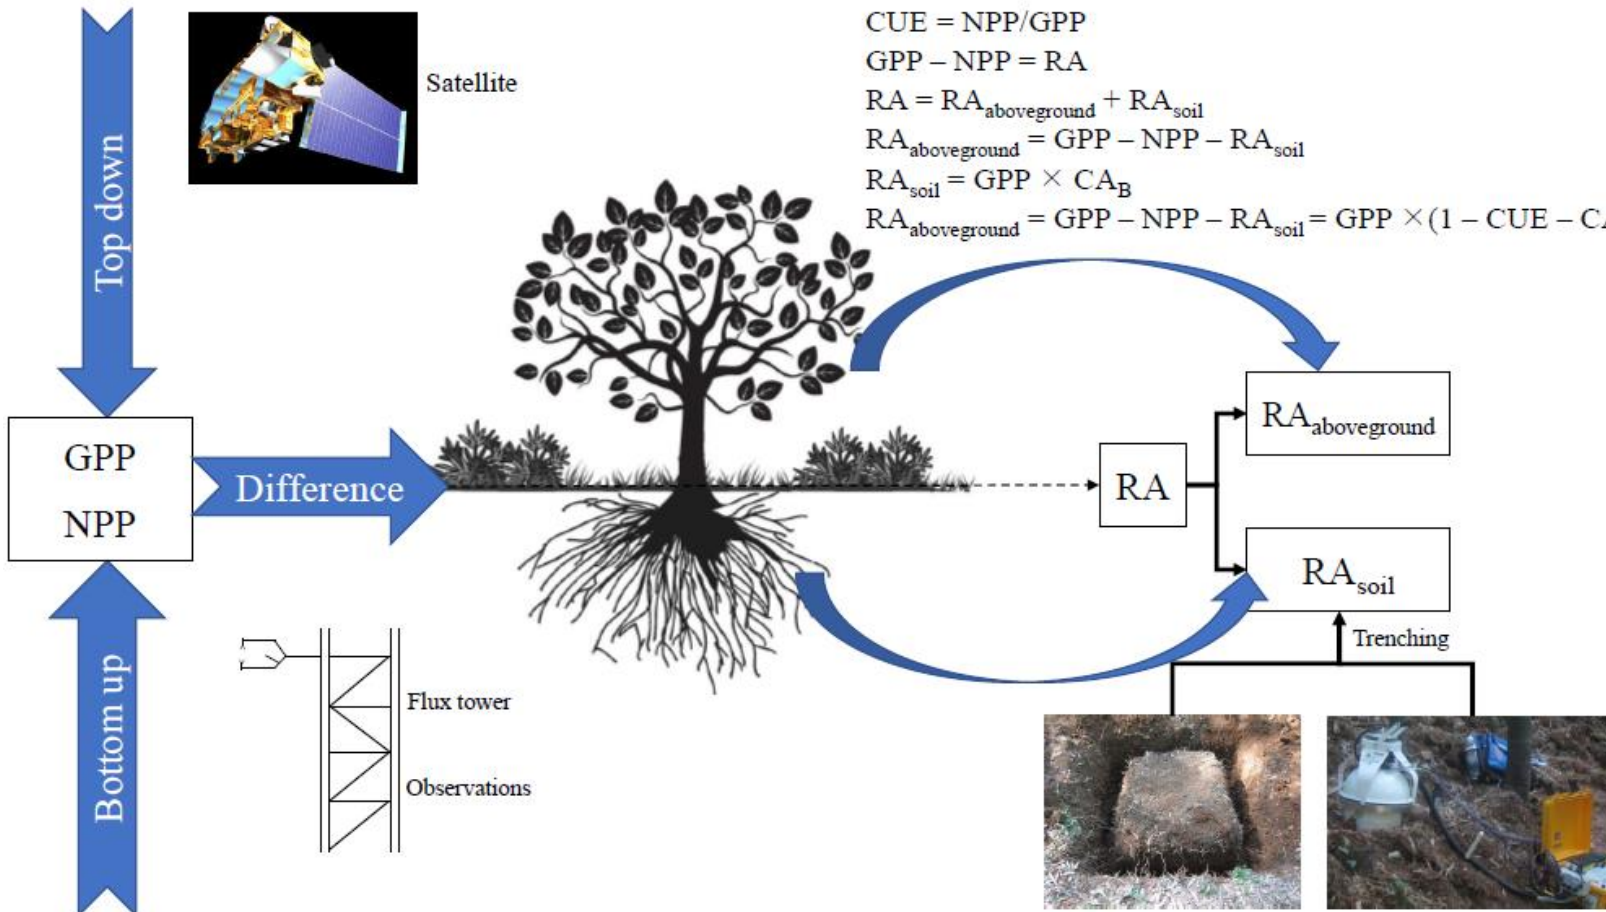 CUE = NPP/GPP
GPP – NPP = RA
RA = RAaboveground + RAsoil
RAaboveground = GPP – NPP – RAsoil
RAsoil = GPP × CAB
RAaboveground = GPP – NPP – RAsoil = GPP ×(1 – CUE – CA
Satellite
Top down
GPP
NPP
Difference
Bottom up
Flux tower
Observations
RA
RAaboveground
RAsoil
Trenching